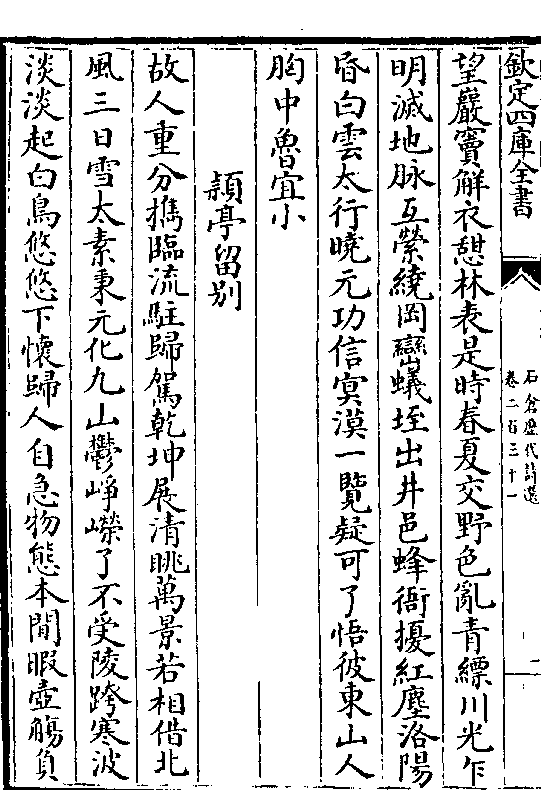 欽定四庫全書
石倉歷代詩選
卷二百三十一
望巖竇解衣憇林表是時春夏交野色亂青縹川光乍
明滅地脉互縈繞岡巒蟻垤出井邑蜂衙擾紅塵洛陽
昏白雲太行曉元功信㝠漠一覽疑可了悟彼東山人
胸中魯宜小
潁亭留别
故人重分擕臨流駐歸駕乾坤展清眺萬景若相借北
風三日雪太素秉元化九山鬱峥嶸了不受陵跨寒波
淡淡起白鳥悠悠下懷歸人自急物態本閒暇壺觴負